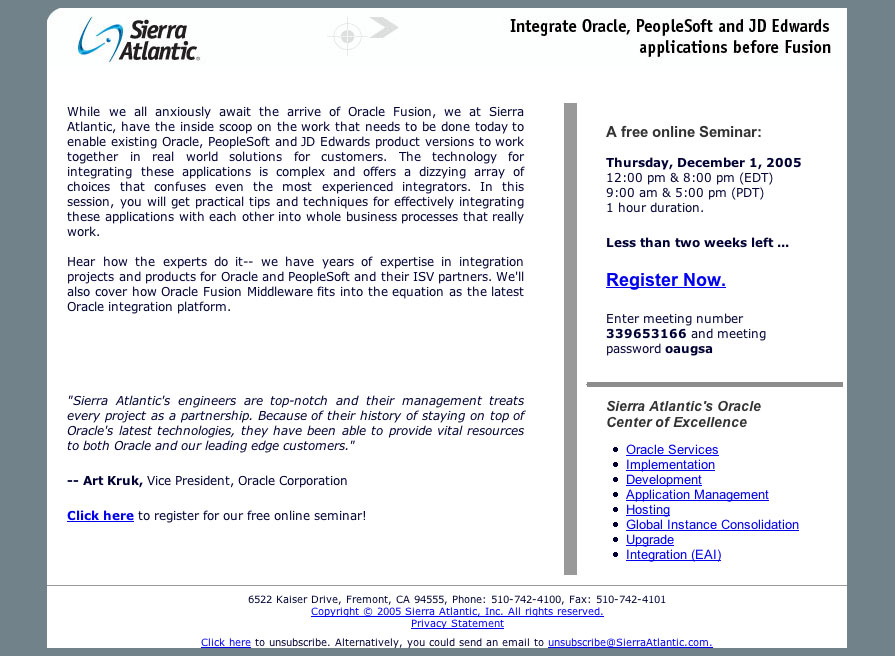 Sierra
Atlantic.
Integrate Oracle, PeopleSoft and JD Edwards
applications before Fusion
While we all anxiously await the arrive of Oracle Fusion, we at Sierra
Atlantic, have the inside scoop on the work that needs to be done today to
enable existing Oracle, PeopleSoft and JD Edwards product versions to work
together in real world solutions for customers. The technology for
integrating these applications is complex and offers a dizzying array of
choices that confuses even the most experienced integrators. In this
session, you will get practical tips and techniques for effectively integrating
these applications with each other into whole business processes that really
work.
Hear how the experts do it-- we have years of expertise in integration
projects and products for Oracle and PeopleSoft and their ISV partners. We'll
also cover how Oracle Fusion Middleware fits into the equation as the latest
Oracle integration platform.
"Sierra Atlantic's engineers are top-notch and their management treats
every project as a partnership. Because of their history of staying on top of
Oracle's latest technologies, they have been able to provide vital resources
to both Oracle and our leading edge customers."
-- Art Kruk, Vice President, Oracle Corporation
Click here to register for our free online seminar!
A free online Seminar:
Thursday, December 1, 2005
12:00 pm & 8:00 pm (EDT)
9:00 am & 5:00 pm (PDT)
1 hour duration.
Less than two weeks left ...
Register Now.
Enter meeting number
339653166 and meeting
password oaugsa
Sierra Atlantic's Oracle
Center of Excellence
Oracle Services
Implementation
Development
Application Management
Hosting
Global Instance Consolidation
Upgrade
Integration (EAI)
6522 Kaiser Drive, Fremont, CA 94555, Phone: 510-742-4100, Fax: 510-742-4101
Copyright © 2005 Sierra Atlantic, Inc. All rights reserved.
Privacy Statement
Click here to unsubscribe. Alternatively, you could send an email to unsubscribe@SierraAtlantic.com.